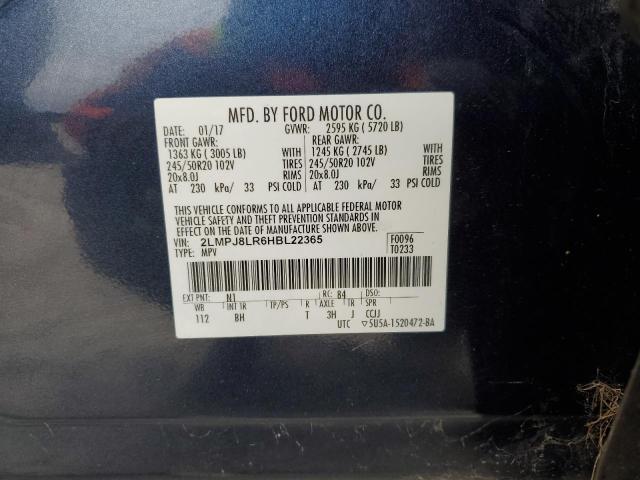 MFD. BY FORD MOTOR CO.
DATE: 01/17 GVWR: 2595 KG ( 5720 LB)
FRONT GAWR: REAR GAWR:
1363 KG ( 3005 LB) WITH 1245 KG ( 2745 LB) WITH
245/50R20 102V TIRES 245/50R20 102V TIRES
20x8.0J RIMS 20x8.0J RIMS
AT 230 kPa/ 33 PSI COLD AT 230 kPa/ 33 PSI COLD
THIS VEHICLE CONFORMS TO ALL APPLICABLE FEDERAL MOTOR
VEHICLE SAFETY AND THEFT PREVENTION STANDARDS IN
EFFECT ON THE DATE OF MANUFACTURE SHOWN ABOVE.
VIN: 2LMPJ8LR6HBL22365 F0096
TYPE: MPV T0233
EXT PNT: N1 RC: 84 DSO:
WB INT TR TP/PS R AXLE TR SPR
112 BH T 3H J CCJJ
UTC ▽5U5A-1520472-BA